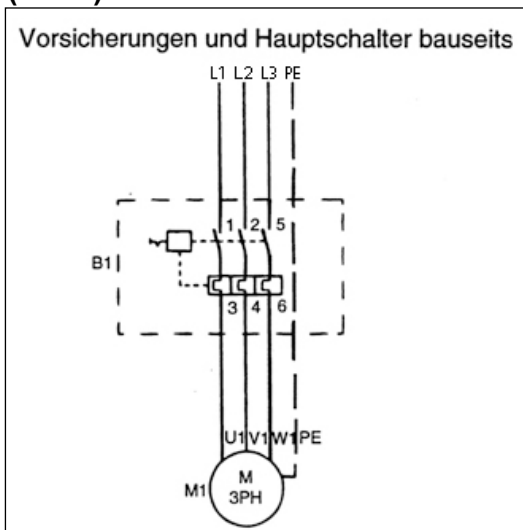 Vorsicherungen und Hauptschalter bauseits
L1 L2 L3 PE
1 2 5
B1
3 4 6
U1 V1 W1 PE
M1
M
3PH